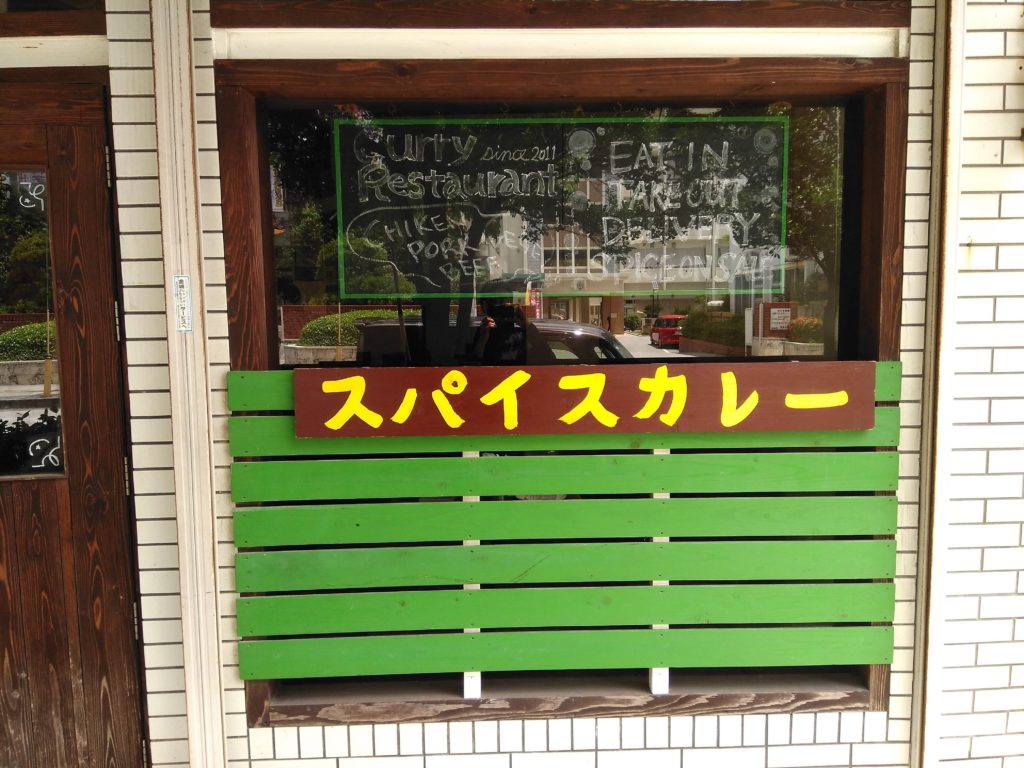 Curry since 2011
Restaurant
CHIKEN
PORK
BEEF
EAT IN
TAKE OUT
DELIVERY
SPICE ON SALE
スパイスカレー